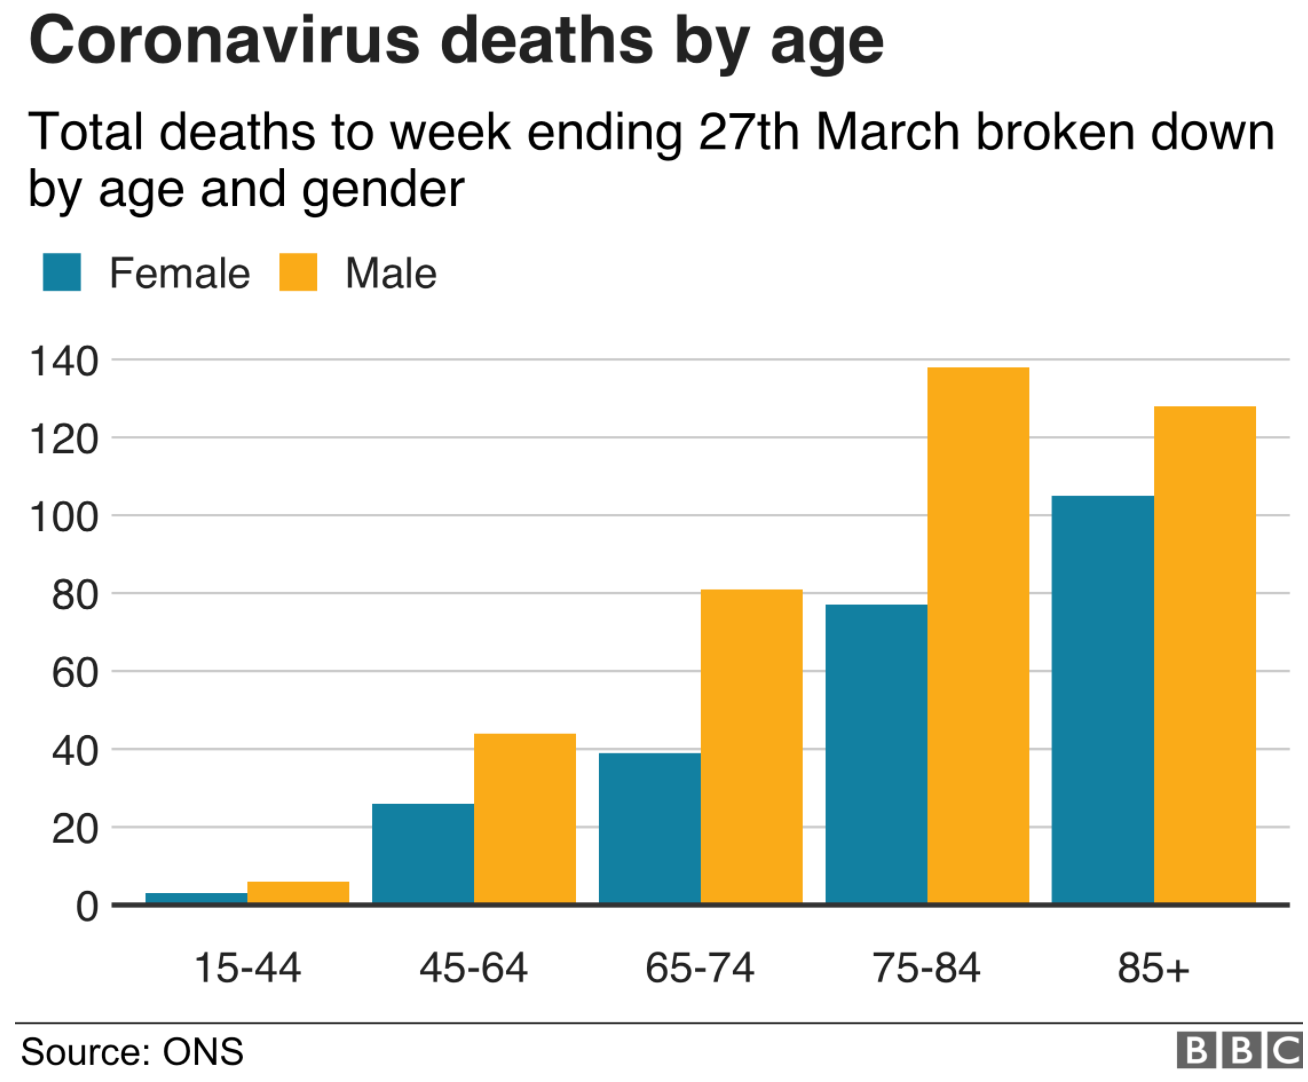 Coronavirus deaths by age
Total deaths to week ending 27th March broken down
by age and gender
Female Male
140
120
100
80
60
40
20
0
15-44 45-64 65-74 75-84 85+
Source: ONS BBC